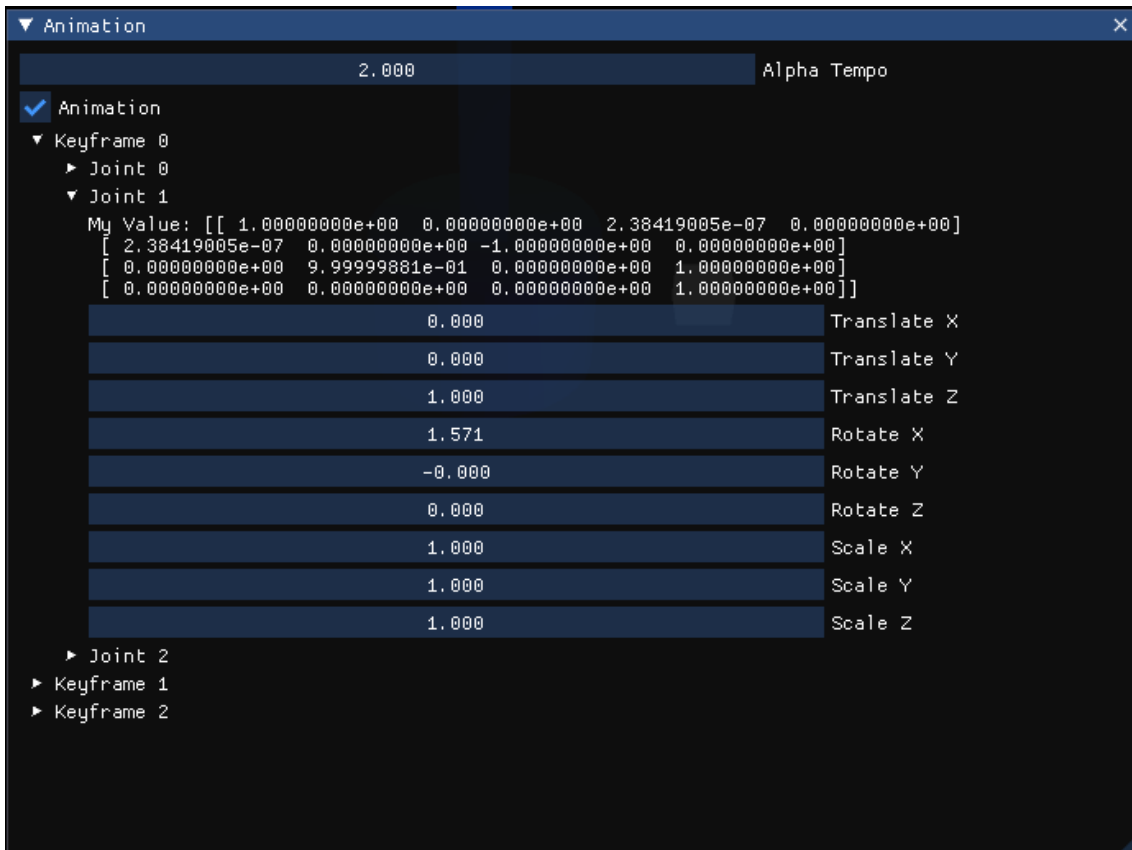 Animation
2.000 Alpha Tempo
Animation
Keyframe 0
Joint 0
Joint 1
My Value: [[ 1.00000000e+00  0.00000000e+00  2.38419005e-07  0.00000000e+00]
[ 2.38419005e-07  0.00000000e+00 -1.00000000e+00  0.00000000e+00]
[ 0.00000000e+00  9.99999881e-01  0.00000000e+00  1.00000000e+00]
[ 0.00000000e+00  0.00000000e+00  0.00000000e+00  1.00000000e+00]]
0.000 Translate X
0.000 Translate Y
1.000 Translate Z
1.571 Rotate X
-0.000 Rotate Y
0.000 Rotate Z
1.000 Scale X
1.000 Scale Y
1.000 Scale Z
Joint 2
Keyframe 1
Keyframe 2